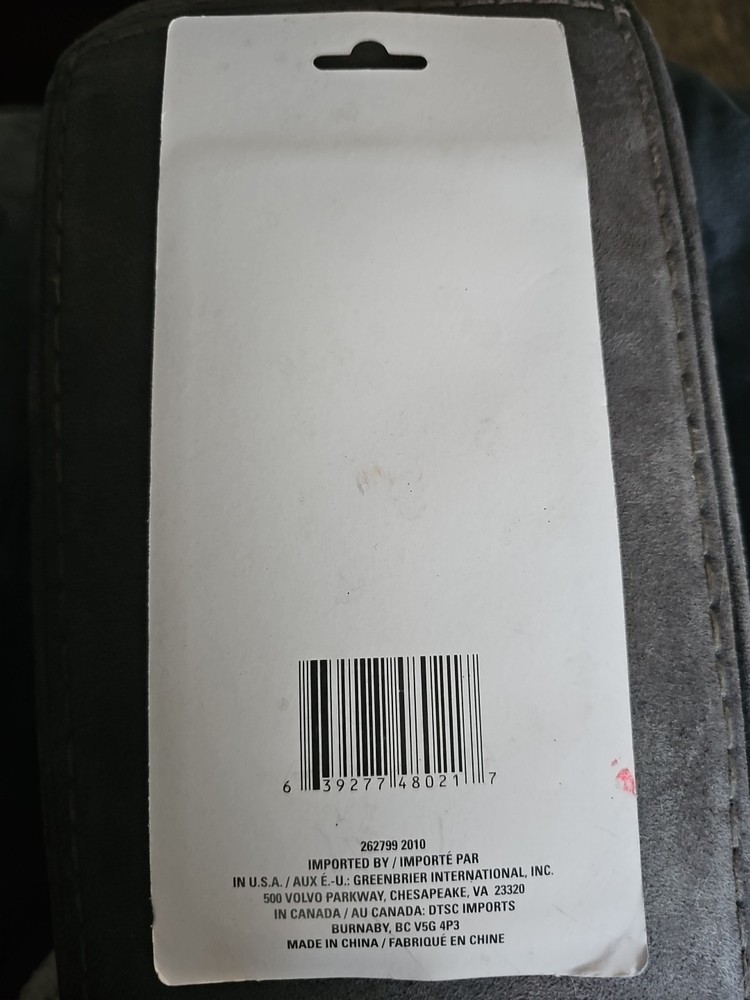 6 39277 48021 7
262799 2010
IMPORTED BY / IMPORTÉ PAR
IN U.S.A. / AUX É.-U.: GREENBRIER INTERNATIONAL, INC.
500 VOLVO PARKWAY, CHESAPEAKE, VA 23320
IN CANADA / AU CANADA: DTSC IMPORTS
BURNABY, BC V5G 4P3
MADE IN CHINA / FABRIQUÉ EN CHINE